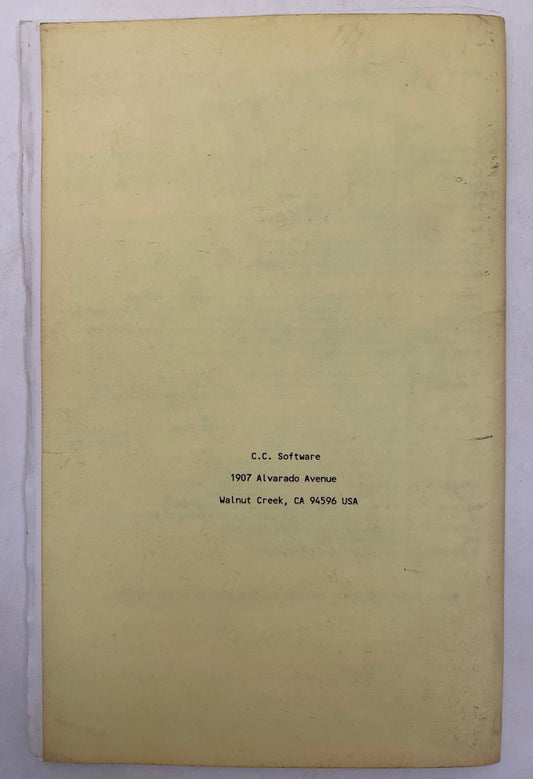 C.C. Software
1907 Alvarado Avenue
Walnut Creek, CA 94596 USA